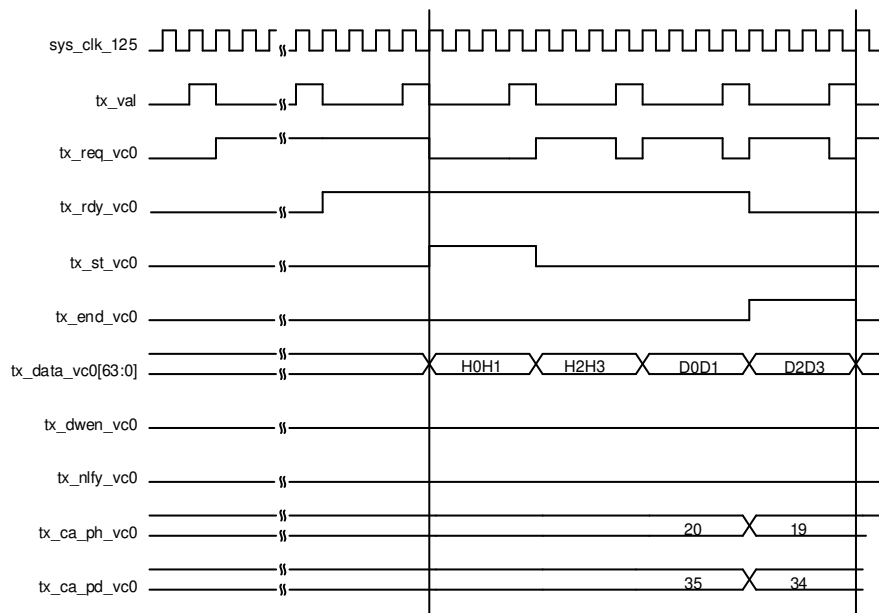 sys_clk_125
tx_val
tx_req_vc0
tx_rdy_vc0
tx_st_vc0
tx_end_vc0
tx_data_vc0[63:0] H0H1 H2H3 D0D1 D2D3
tx_dwen_vc0
tx_nlfy_vc0
tx_ca_ph_vc0 20 19
tx_ca_pd_vc0 35 34